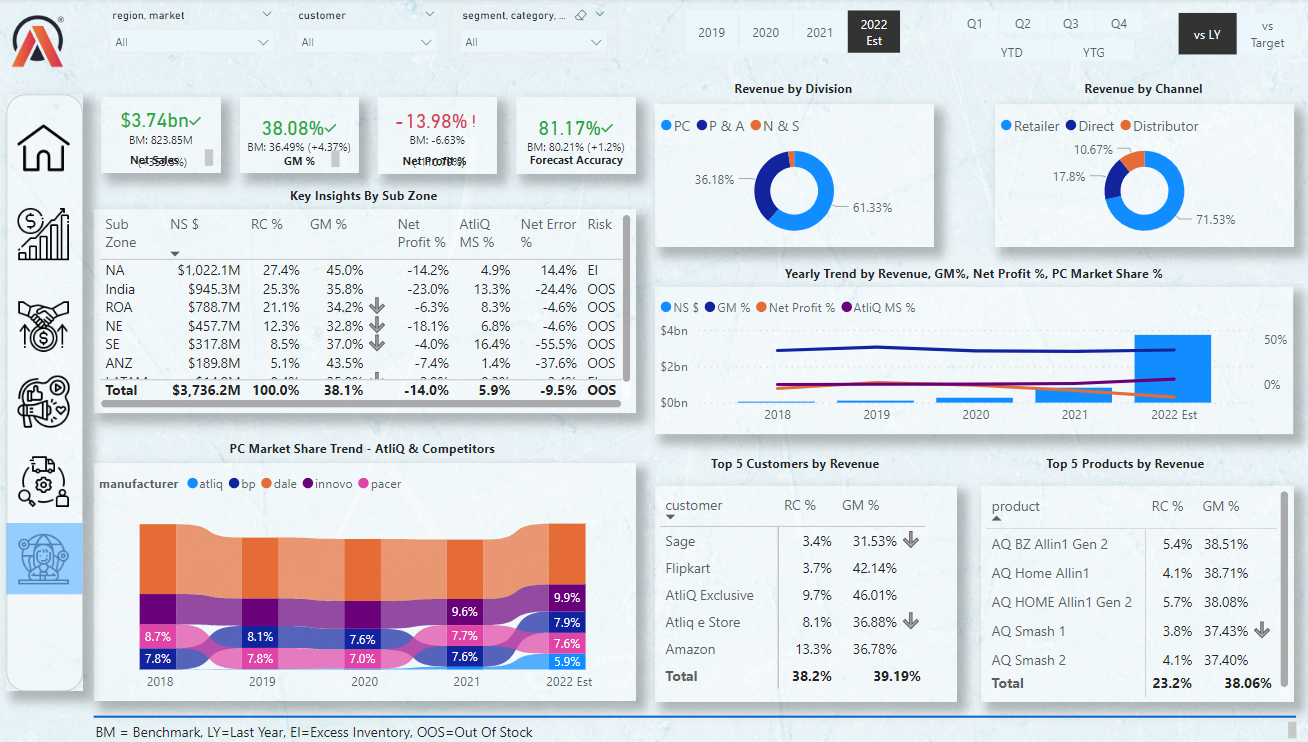 region, market
customer
segment, category, ...
All
All
All
2019
2020
2021
2022
Est
Q1
Q2
Q3
Q4
YTD
YTG
vs LY
vs
Target
$3.74bn
BM: 823.85M
Net Sales
38.08%
BM: 36.49% (+4.37%)
GM %
-13.98% !
BM: -6.63%
Net Profit %
81.17%
BM: 80.21% (+1.2%)
Forecast Accuracy
Key Insights By Sub Zone
Sub Zone NS $ RC % GM % Net Profit % AtliQ MS % Net Error % Risk
NA $1,022.1M 27.4% 45.0% -14.2% 4.9% 14.4% EI
India $945.3M 25.3% 35.8% -23.0% 13.3% -24.4% OOS
ROA $788.7M 21.1% 34.2% -6.3% 8.3% -4.6% OOS
NE $457.7M 12.3% 32.8% -18.1% 6.8% -4.6% OOS
SE $317.8M 8.5% 37.0% -4.0% 16.4% -55.5% OOS
ANZ $189.8M 5.1% 43.5% -7.4% 1.4% -37.6% OOS
Total $3,736.2M 100.0% 38.1% -14.0% 5.9% -9.5% OOS
Revenue by Division
PC P & A N & S
36.18%
61.33%
Revenue by Channel
Retailer Direct Distributor
10.67%
17.8%
71.53%
Yearly Trend by Revenue, GM%, Net Profit %, PC Market Share %
NS $ GM % Net Profit % AtliQ MS %
$4bn
$2bn
$0bn
50%
0%
2018 2019 2020 2021 2022 Est
PC Market Share Trend - AtliQ & Competitors
manufacturer atliq bp dale innovo pacer
8.7%
7.8%
8.1%
7.8%
7.6%
7.0%
9.6%
7.7%
7.6%
9.9%
7.9%
7.6%
5.9%
2018 2019 2020 2021 2022 Est
Top 5 Customers by Revenue
customer RC % GM %
Sage 3.4% 31.53%
Flipkart 3.7% 42.14%
AtliQ Exclusive 9.7% 46.01%
Atliq e Store 8.1% 36.88%
Amazon 13.3% 36.78%
Total 38.2% 39.19%
Top 5 Products by Revenue
product RC % GM %
AQ BZ Allin1 Gen 2 5.4% 38.51%
AQ Home Allin1 4.1% 38.71%
AQ HOME Allin1 Gen 2 5.7% 38.08%
AQ Smash 1 3.8% 37.43%
AQ Smash 2 4.1% 37.40%
Total 23.2% 38.06%
BM = Benchmark, LY=Last Year, EI=Excess Inventory, OOS=Out Of Stock